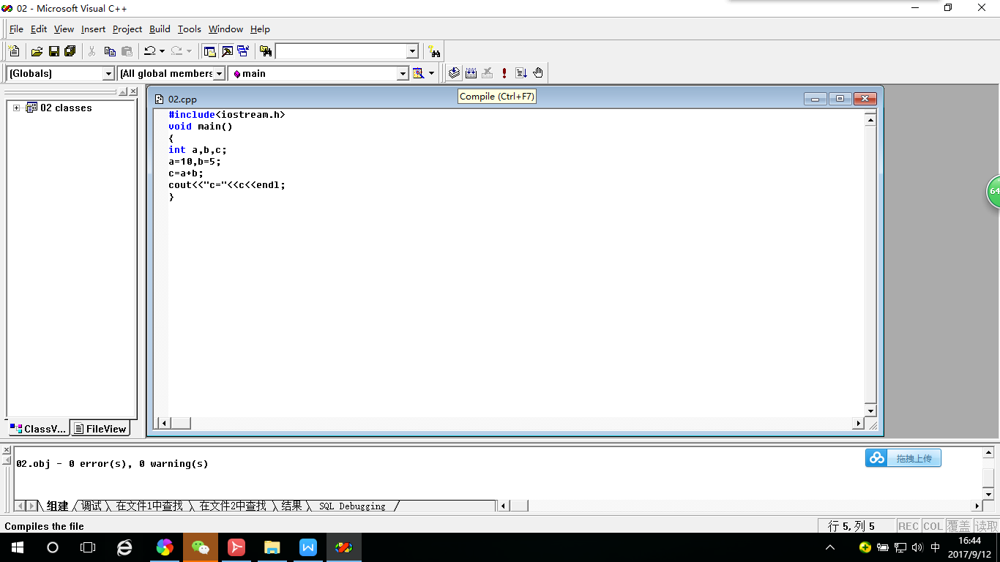 02 - Microsoft Visual C++
File Edit View Insert Project Build Tools Window Help
(Globals) (All global members main
02.cpp
Compile (Ctrl+F7)
02 classes
#include<iostream.h>
void main()
{
int a,b,c;
a=10,b=5;
c=a+b;
cout<<"c="<<c<<endl;
}
64
ClassV... FileView
02.obj - 0 error(s), 0 warning(s)
拖拽上传
组建 调试 在文件1中查找 在文件2中查找 结果 SQL Debugging
Compiles the file
行 5, 列 5 REC COL 覆盖 读取
中
16:44
2017/9/12